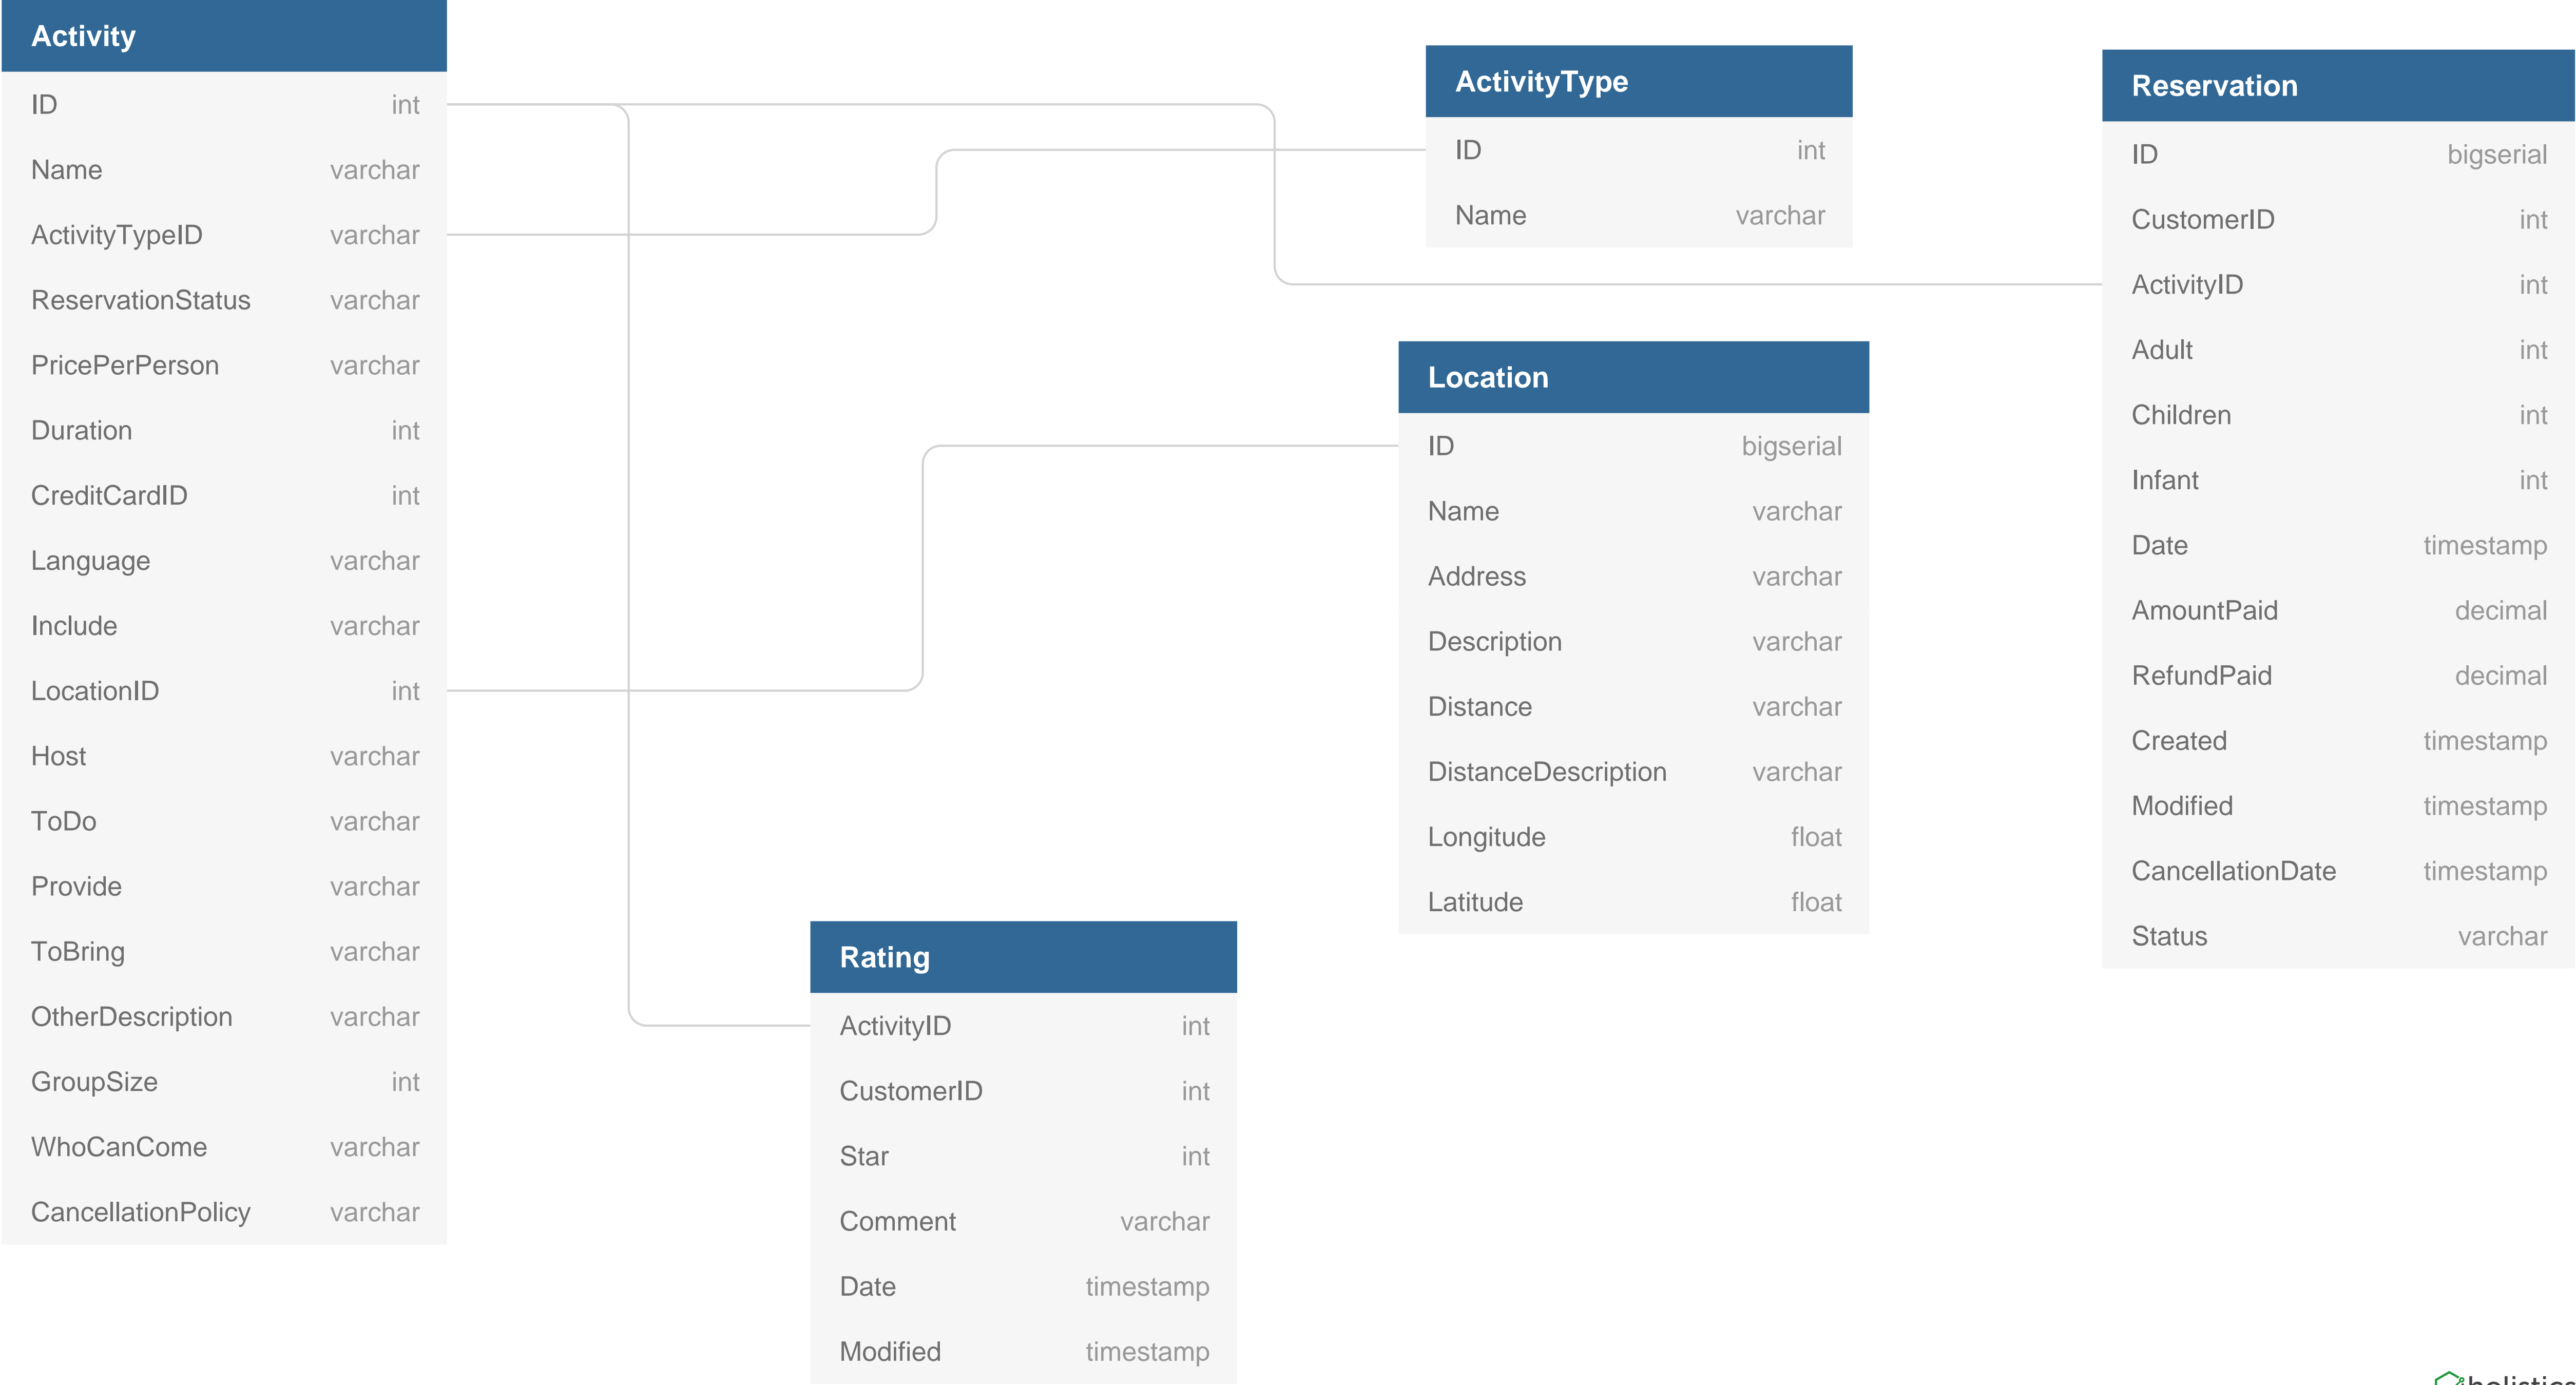 Activity
ID int
Name varchar
ActivityTypeID varchar
ReservationStatus varchar
PricePerPerson varchar
Duration int
CreditCardID int
Language varchar
Include varchar
LocationID int
Host varchar
ToDo varchar
Provide varchar
ToBring varchar
OtherDescription varchar
GroupSize int
WhoCanCome varchar
CancellationPolicy varchar
ActivityType
ID int
Name varchar
Location
ID bigserial
Name varchar
Address varchar
Description varchar
Distance varchar
DistanceDescription varchar
Longitude float
Latitude float
Rating
ActivityID int
CustomerID int
Star int
Comment varchar
Date timestamp
Modified timestamp
Reservation
ID bigserial
CustomerID int
ActivityID int
Adult int
Children int
Infant int
Date timestamp
AmountPaid decimal
RefundPaid decimal
Created timestamp
Modified timestamp
CancellationDate timestamp
Status varchar
holistics